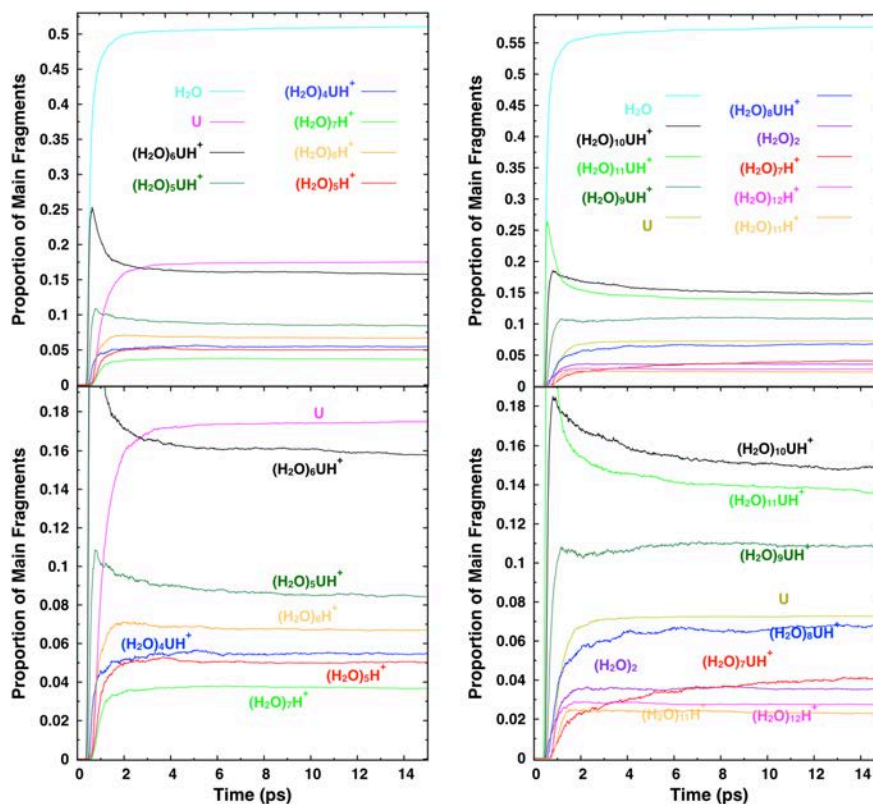 0.5
0.45
0.4
0.35
0.3
0.25
0.2
0.15
0.1
0.05
0
Proportion of Main Fragments
H₂O
U
(H₂O)₆UH⁺
(H₂O)₅UH⁺
(H₂O)₄UH⁺
(H₂O)₇H⁺
(H₂O)₆H⁺
(H₂O)₅H⁺
0.55
0.5
0.45
0.4
0.35
0.3
0.25
0.2
0.15
0.1
0.05
0
Proportion of Main Fragments
H₂O
(H₂O)₁₀UH⁺
(H₂O)₁₁UH⁺
(H₂O)₉UH⁺
U
(H₂O)₈UH⁺
(H₂O)₂
(H₂O)₇H⁺
(H₂O)₁₂H⁺
(H₂O)₁₁H⁺
0.18
0.16
0.14
0.12
0.1
0.08
0.06
0.04
0.02
0
Proportion of Main Fragments
U
(H₂O)₆UH⁺
(H₂O)₅UH⁺
(H₂O)₆H⁺
(H₂O)₄UH⁺
(H₂O)₅H⁺
(H₂O)₇H⁺
0 2 4 6 8 10 12 14
Time (ps)
0.18
0.16
0.14
0.12
0.1
0.08
0.06
0.04
0.02
0
Proportion of Main Fragments
(H₂O)₁₀UH⁺
(H₂O)₁₁UH⁺
(H₂O)₉UH⁺
U
(H₂O)₈UH⁺
(H₂O)₂
(H₂O)₇UH⁺
(H₂O)₁₁H⁺
(H₂O)₁₂H⁺
0 2 4 6 8 10 12 14
Time (ps)